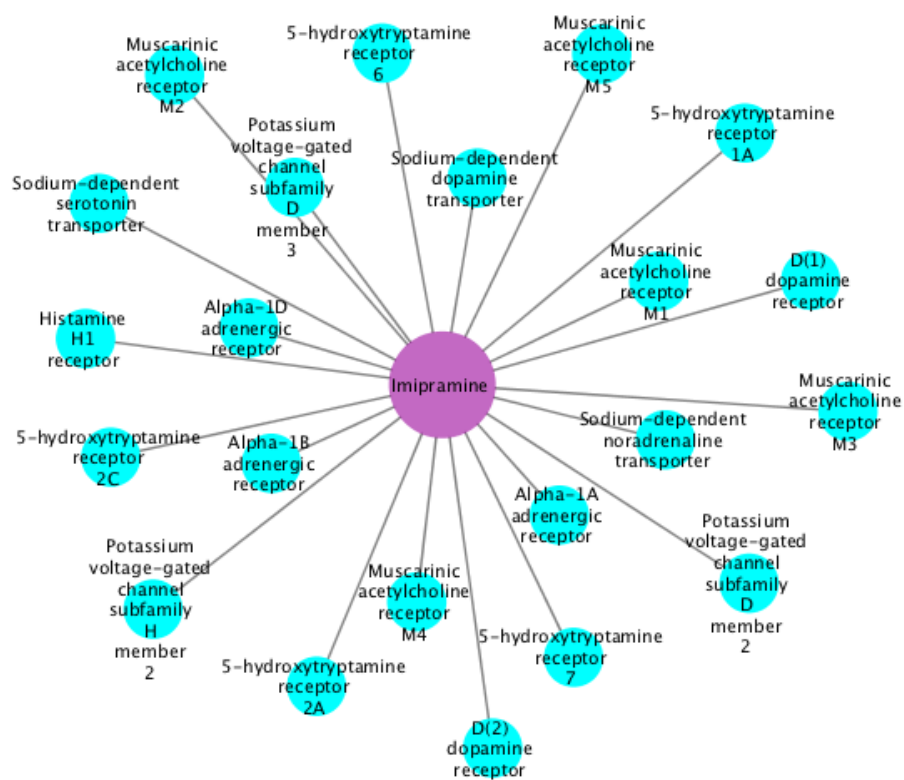 Muscarinic
acetylcholine
receptor
M2
5-hydroxytryptamine
receptor
6
Muscarinic
acetylcholine
receptor
M5
5-hydroxytryptamine
receptor
1A
Potassium
voltage-gated
channel
subfamily
D
member
3
Sodium-dependent
dopamine
transporter
Sodium-dependent
serotonin
transporter
Muscarinic
acetylcholine
receptor
M1
D(1)
dopamine
receptor
Histamine
H1
receptor
Alpha-1D
adrenergic
receptor
Imipramine
Muscarinic
acetylcholine
receptor
M3
Sodium-dependent
noradrenaline
transporter
5-hydroxytryptamine
receptor
2C
Alpha-1B
adrenergic
receptor
Alpha-1A
adrenergic
receptor
Potassium
voltage-gated
channel
subfamily
D
member
2
Potassium
voltage-gated
channel
subfamily
H
member
2
Muscarinic
acetylcholine
receptor
M4
5-hydroxytryptamine
receptor
7
5-hydroxytryptamine
receptor
2A
D(2)
dopamine
receptor